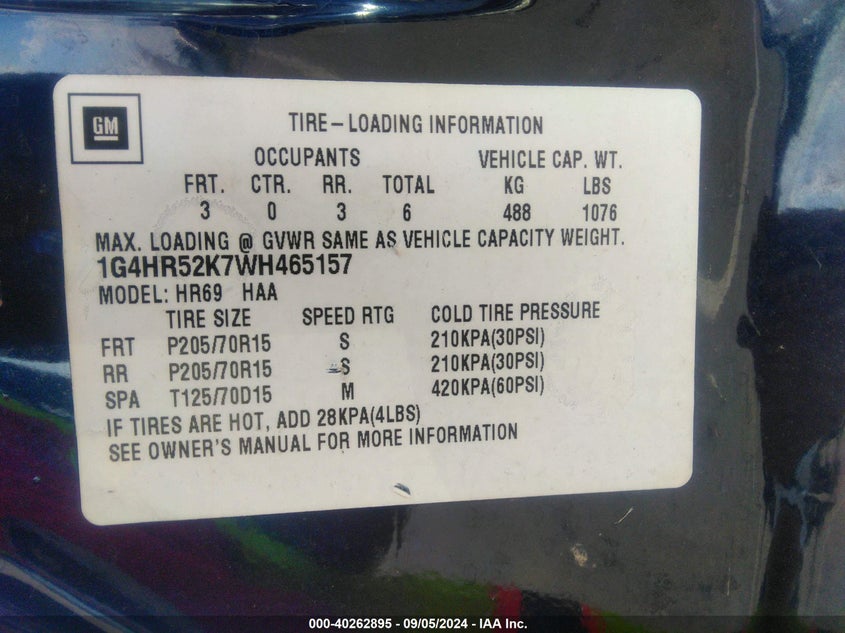 GM
TIRE-LOADING INFORMATION
OCCUPANTS VEHICLE CAP. WT.
FRT. CTR. RR. TOTAL KG LBS
3 0 3 6 488 1076
MAX. LOADING @ GVWR SAME AS VEHICLE CAPACITY WEIGHT.
1G4HR52K7WH465157
MODEL: HR69 HAA
TIRE SIZE SPEED RTG COLD TIRE PRESSURE
FRT P205/70R15 S 210KPA(30PSI)
RR P205/70R15 S 210KPA(30PSI)
SPA T125/70D15 M 420KPA(60PSI)
IF TIRES ARE HOT, ADD 28KPA(4LBS)
SEE OWNER'S MANUAL FOR MORE INFORMATION
000-40262895 - 09/05/2024 - IAA Inc.